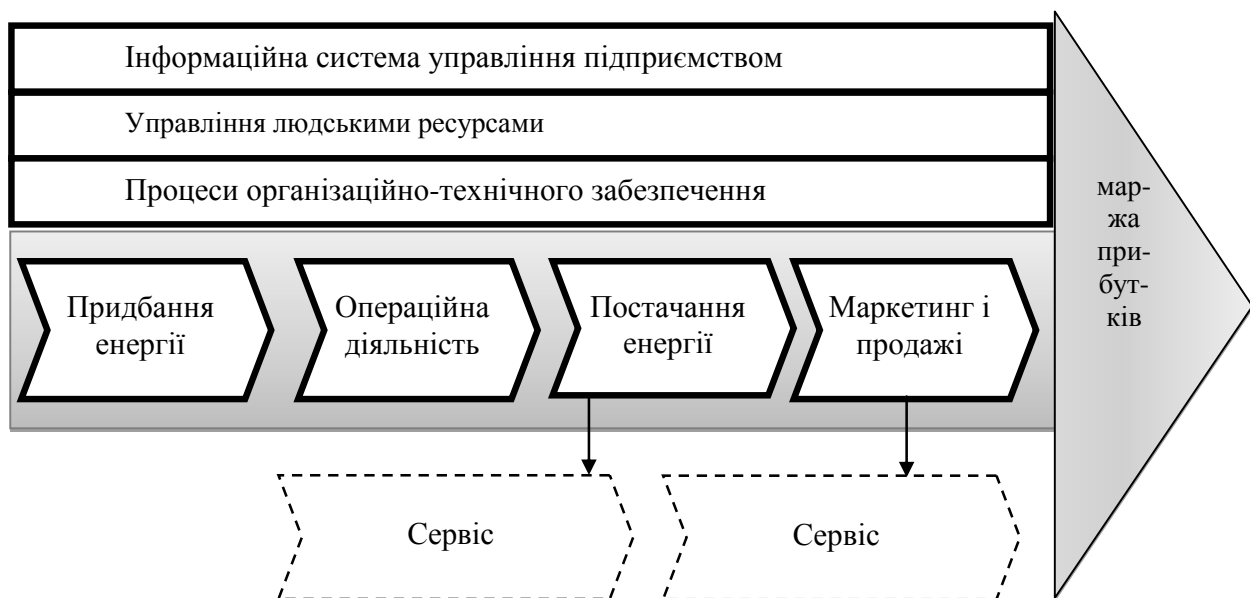 Інформаційна система управління підприємством
Управління людськими ресурсами
Процеси організаційно-технічного забезпечення
мар-
жа
при-
бут-
ків
Придбання
енергії
Операційна
діяльність
Постачання
енергії
Маркетинг і
продажі
Сервіс
Сервіс